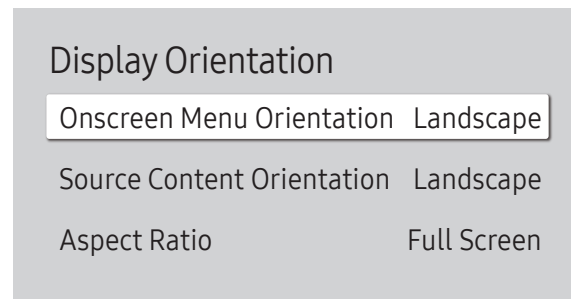 Display Orientation
Onscreen Menu Orientation Landscape
Source Content Orientation Landscape
Aspect Ratio Full Screen